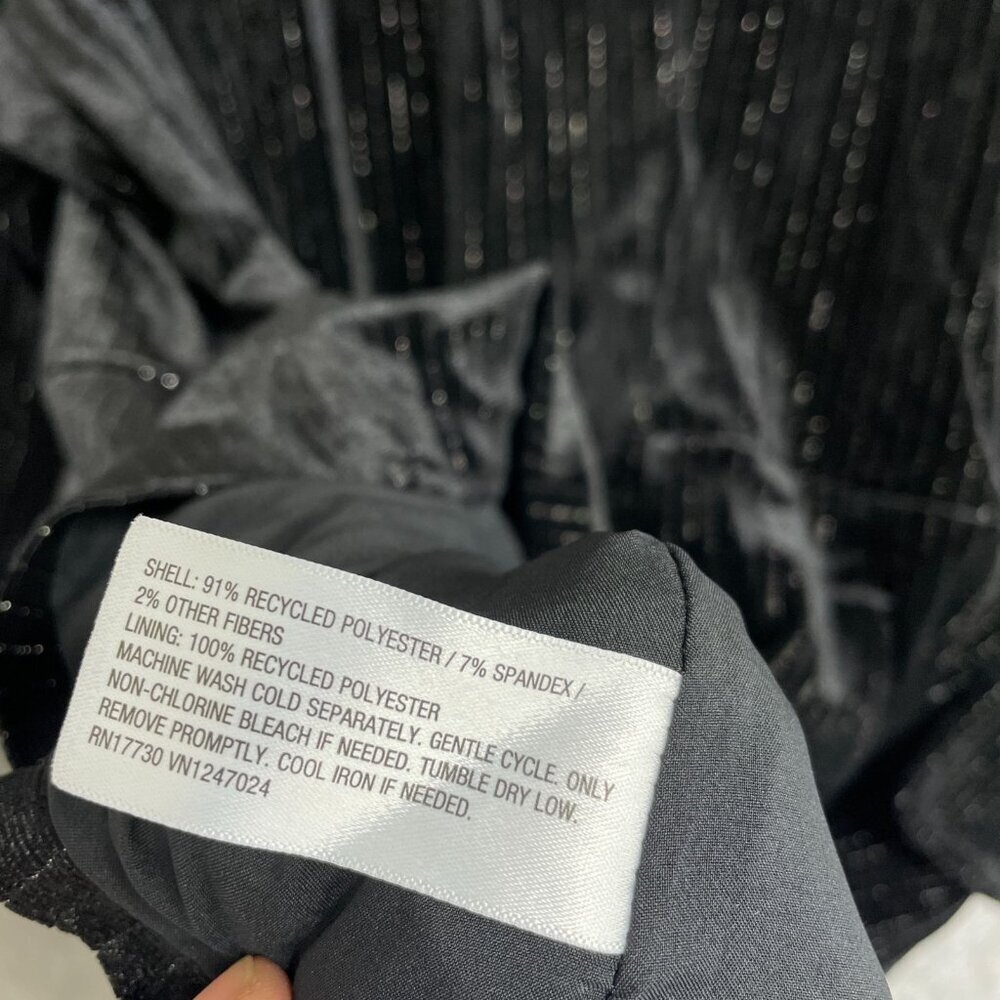 SHELL: 91% RECYCLED POLYESTER / 7% SPANDEX /
2% OTHER FIBERS
LINING: 100% RECYCLED POLYESTER
MACHINE WASH COLD SEPARATELY. GENTLE CYCLE. ONLY
NON-CHLORINE BLEACH IF NEEDED. TUMBLE DRY LOW.
REMOVE PROMPTLY. COOL IRON IF NEEDED.
RN17730 VN1247024